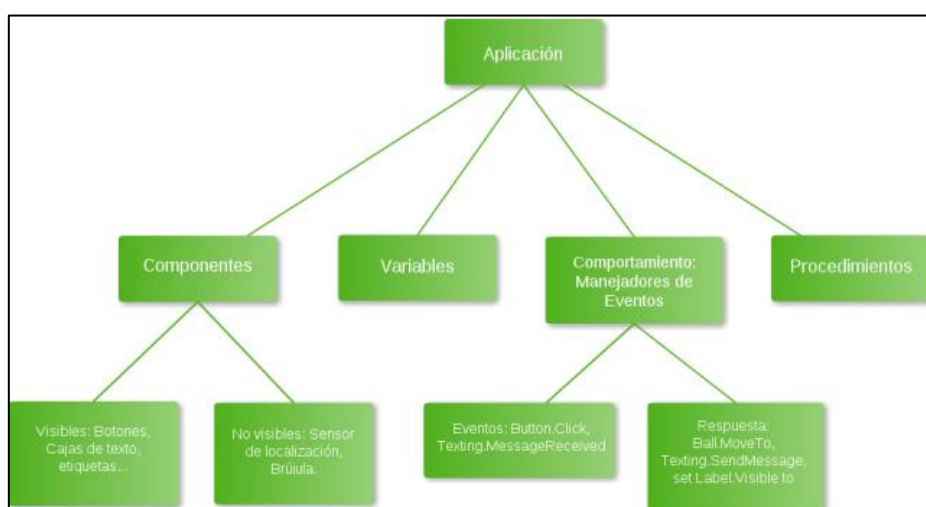 Aplicación
Componentes
Variables
Comportamiento:
Manejadores de
Eventos
Procedimientos
Visibles: Botones,
Cajas de texto,
etiquetas...
No visibles: Sensor
de localización,
Brújula.
Eventos: Button.Click,
Texting.MessageReceived
Respuesta:
Ball.MoveTo,
Texting.SendMessage,
set Label.Visible to